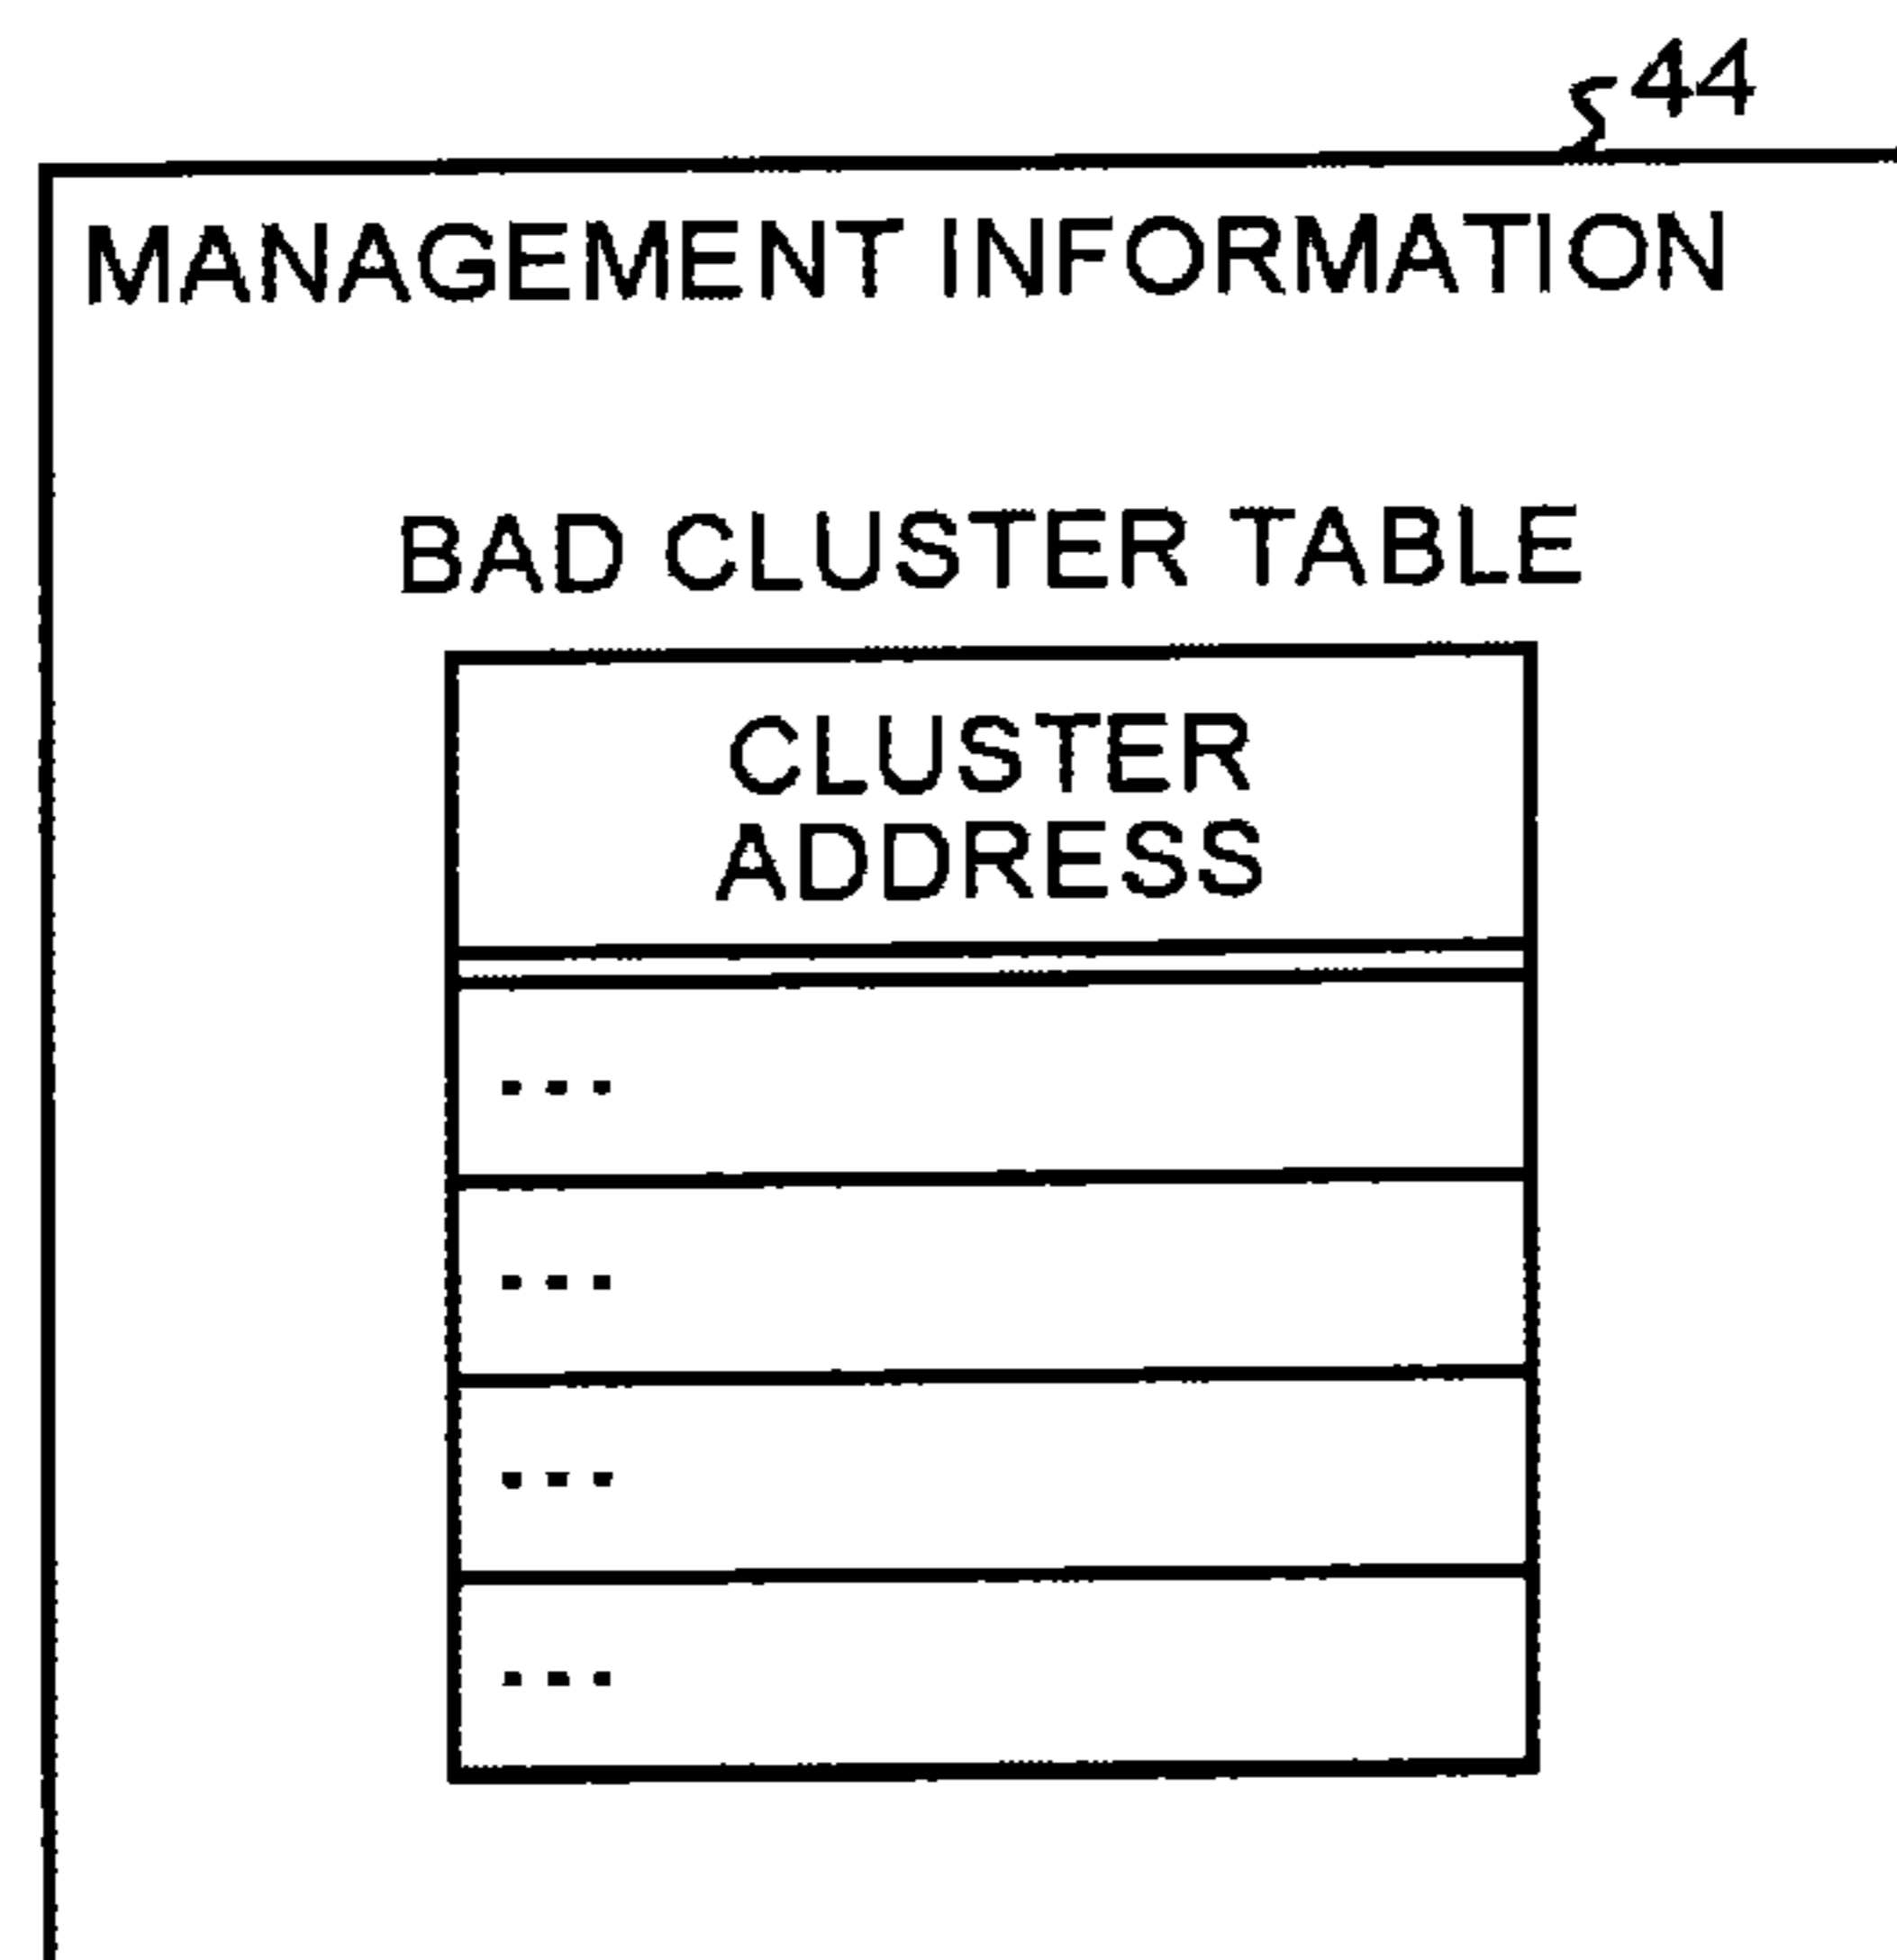 44
MANAGEMENT INFORMATION
BAD CLUSTER TABLE
CLUSTER
ADDRESS
...
...
...
...